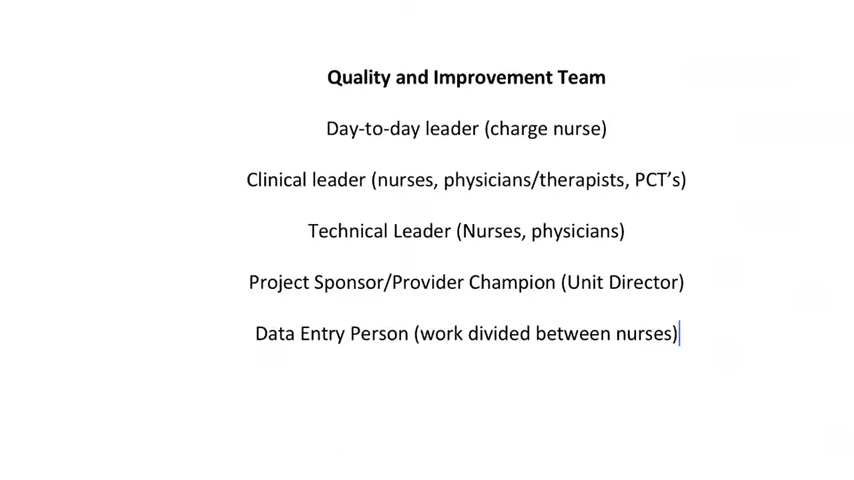 Quality and Improvement Team
Day-to-day leader (charge nurse)
Clinical leader (nurses, physicians/therapists, PCT’s)
Technical Leader (Nurses, physicians)
Project Sponsor/Provider Champion (Unit Director)
Data Entry Person (work divided between nurses)